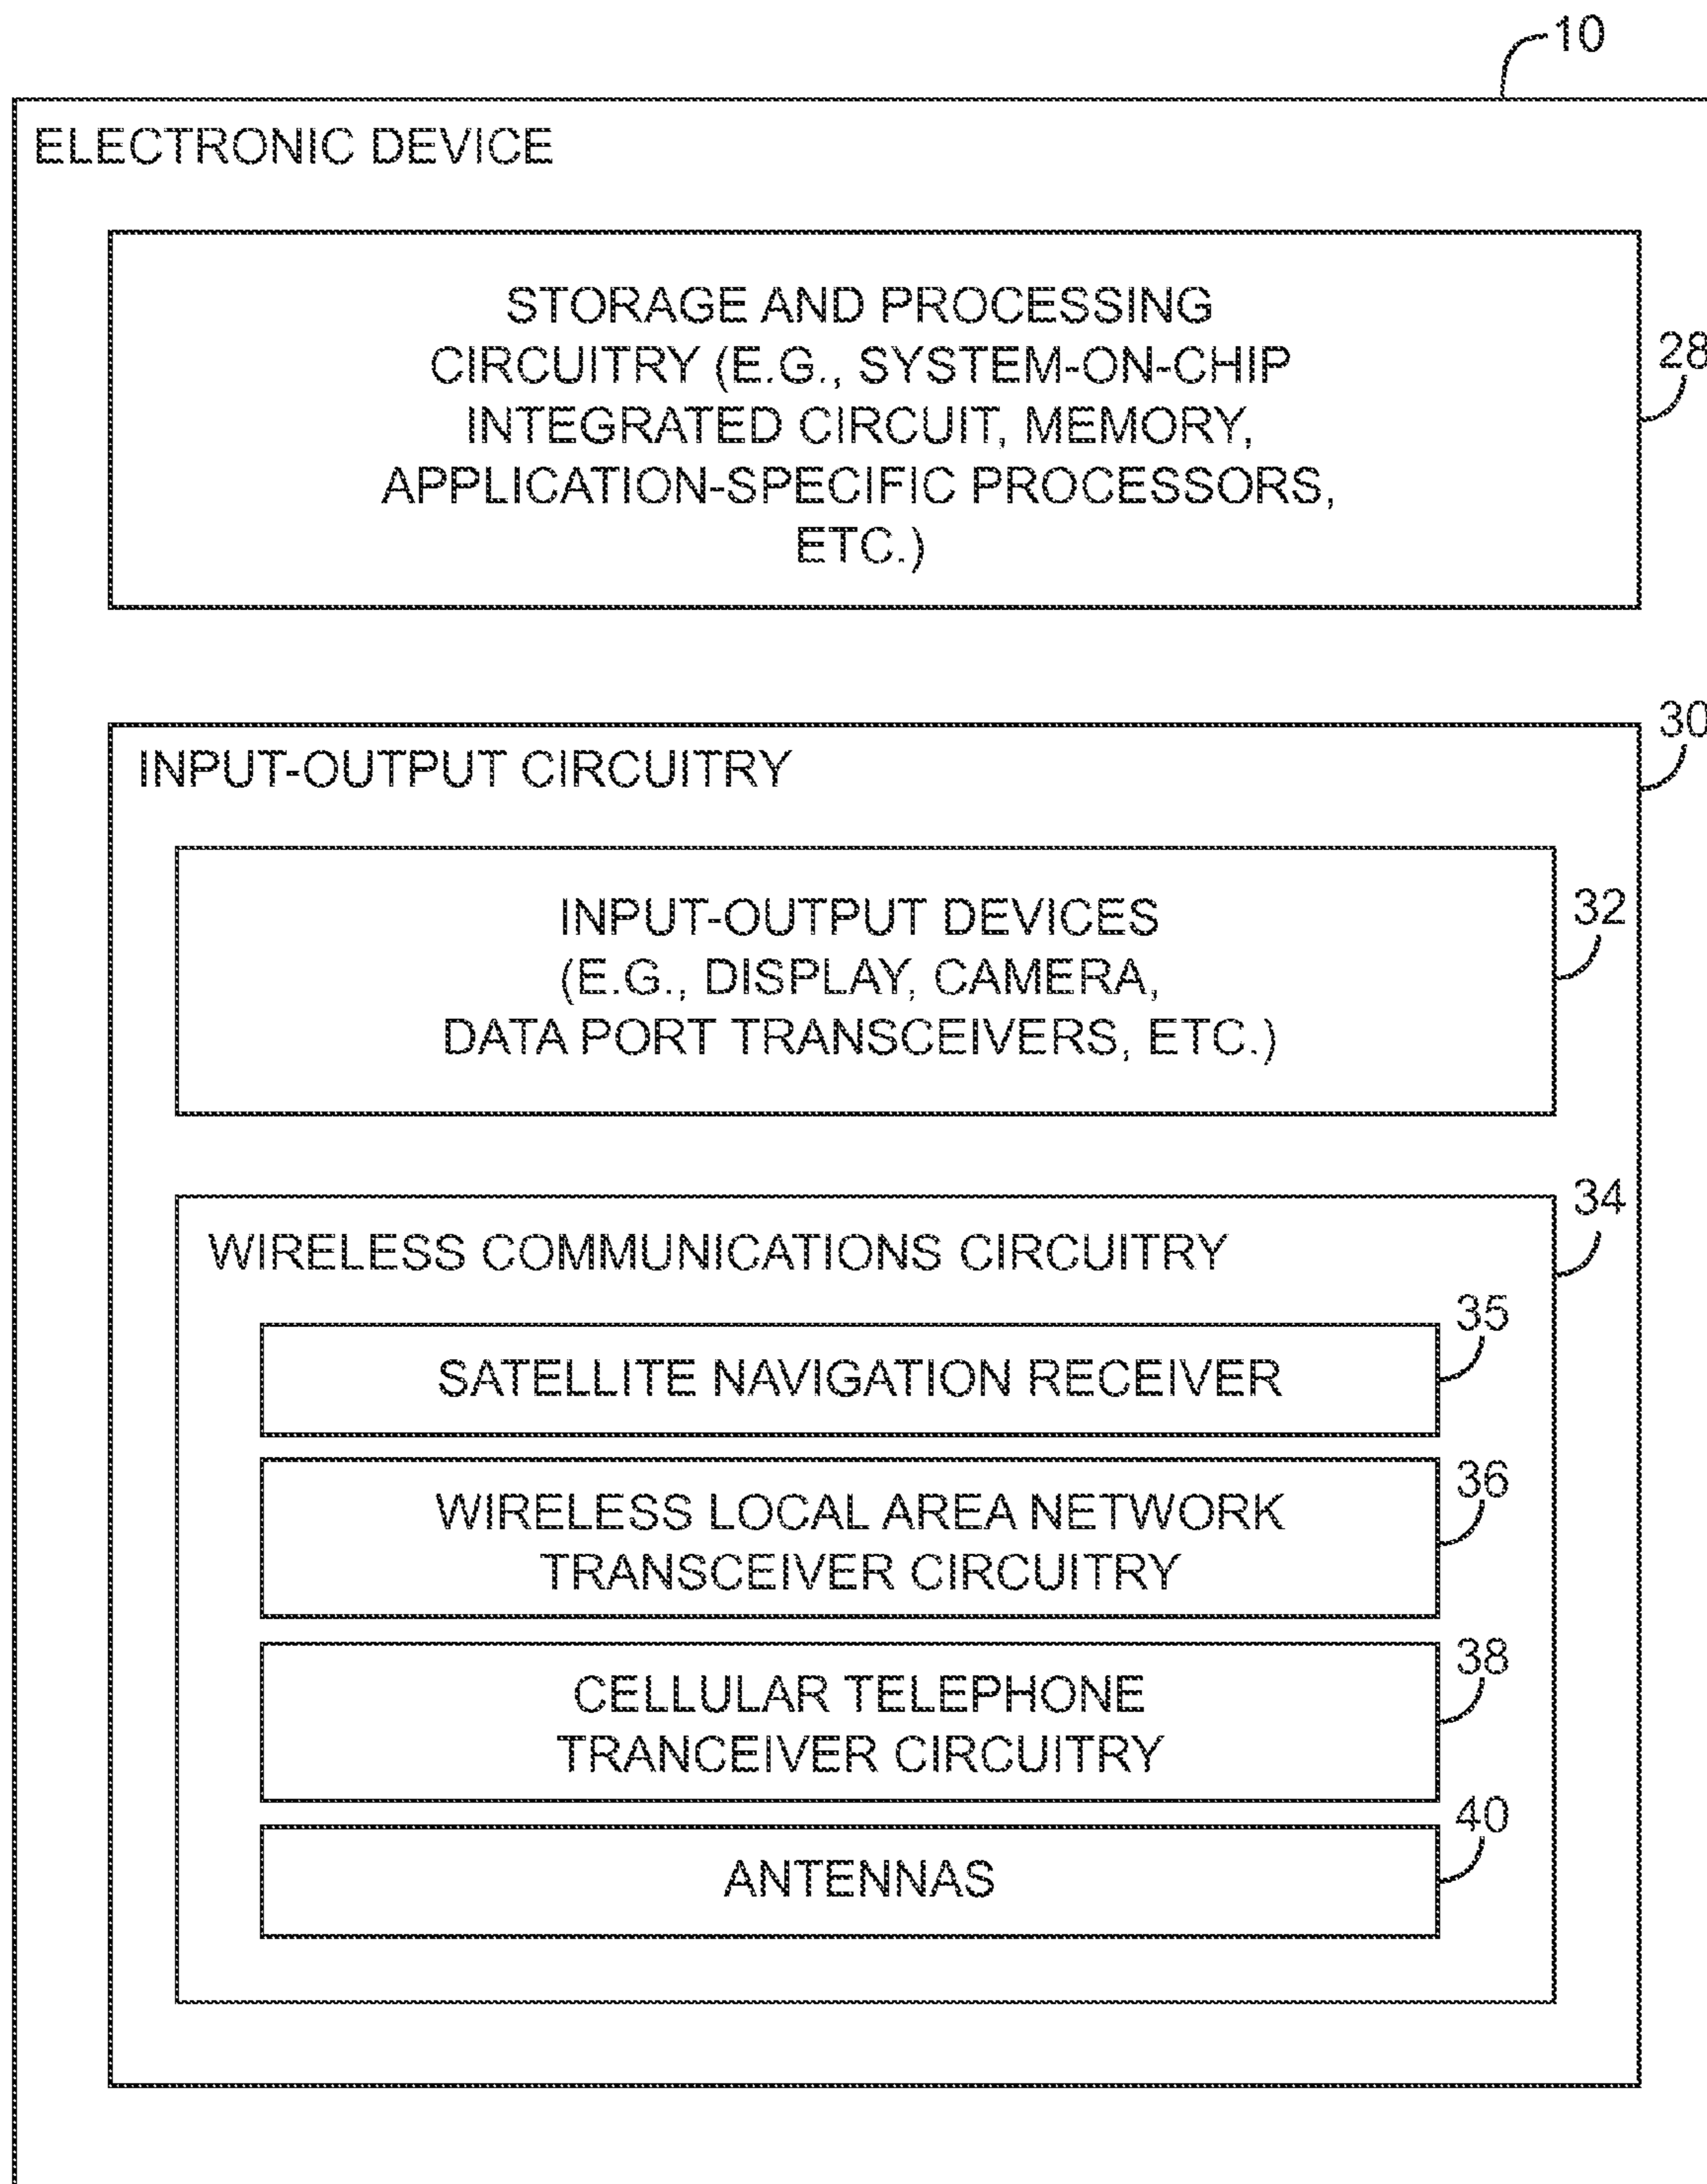 10
ELECTRONIC DEVICE
STORAGE AND PROCESSING
CIRCUITRY (E.G., SYSTEM-ON-CHIP
INTEGRATED CIRCUIT, MEMORY,
APPLICATION-SPECIFIC PROCESSORS,
ETC.)
28
30
INPUT-OUTPUT CIRCUITRY
INPUT-OUTPUT DEVICES
(E.G., DISPLAY, CAMERA,
DATA PORT TRANSCEIVERS, ETC.)
32
34
WIRELESS COMMUNICATIONS CIRCUITRY
35
SATELLITE NAVIGATION RECEIVER
36
WIRELESS LOCAL AREA NETWORK
TRANSCEIVER CIRCUITRY
38
CELLULAR TELEPHONE
TRANCEIVER CIRCUITRY
40
ANTENNAS